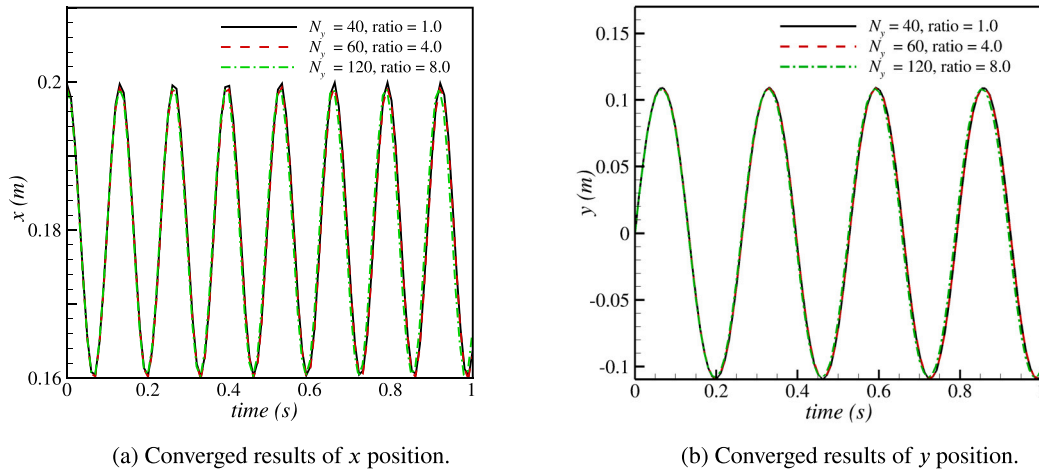 N_y = 40, ratio = 1.0
N_y = 60, ratio = 4.0
N_y = 120, ratio = 8.0
0.2
0.18
0.16
x (m)
0 0.2 0.4 0.6 0.8 1
time (s)
(a) Converged results of x position.
N_y = 40, ratio = 1.0
N_y = 60, ratio = 4.0
N_y = 120, ratio = 8.0
0.15
0.1
0.05
0
-0.05
-0.1
y (m)
0 0.2 0.4 0.6 0.8
time (s)
(b) Converged results of y position.